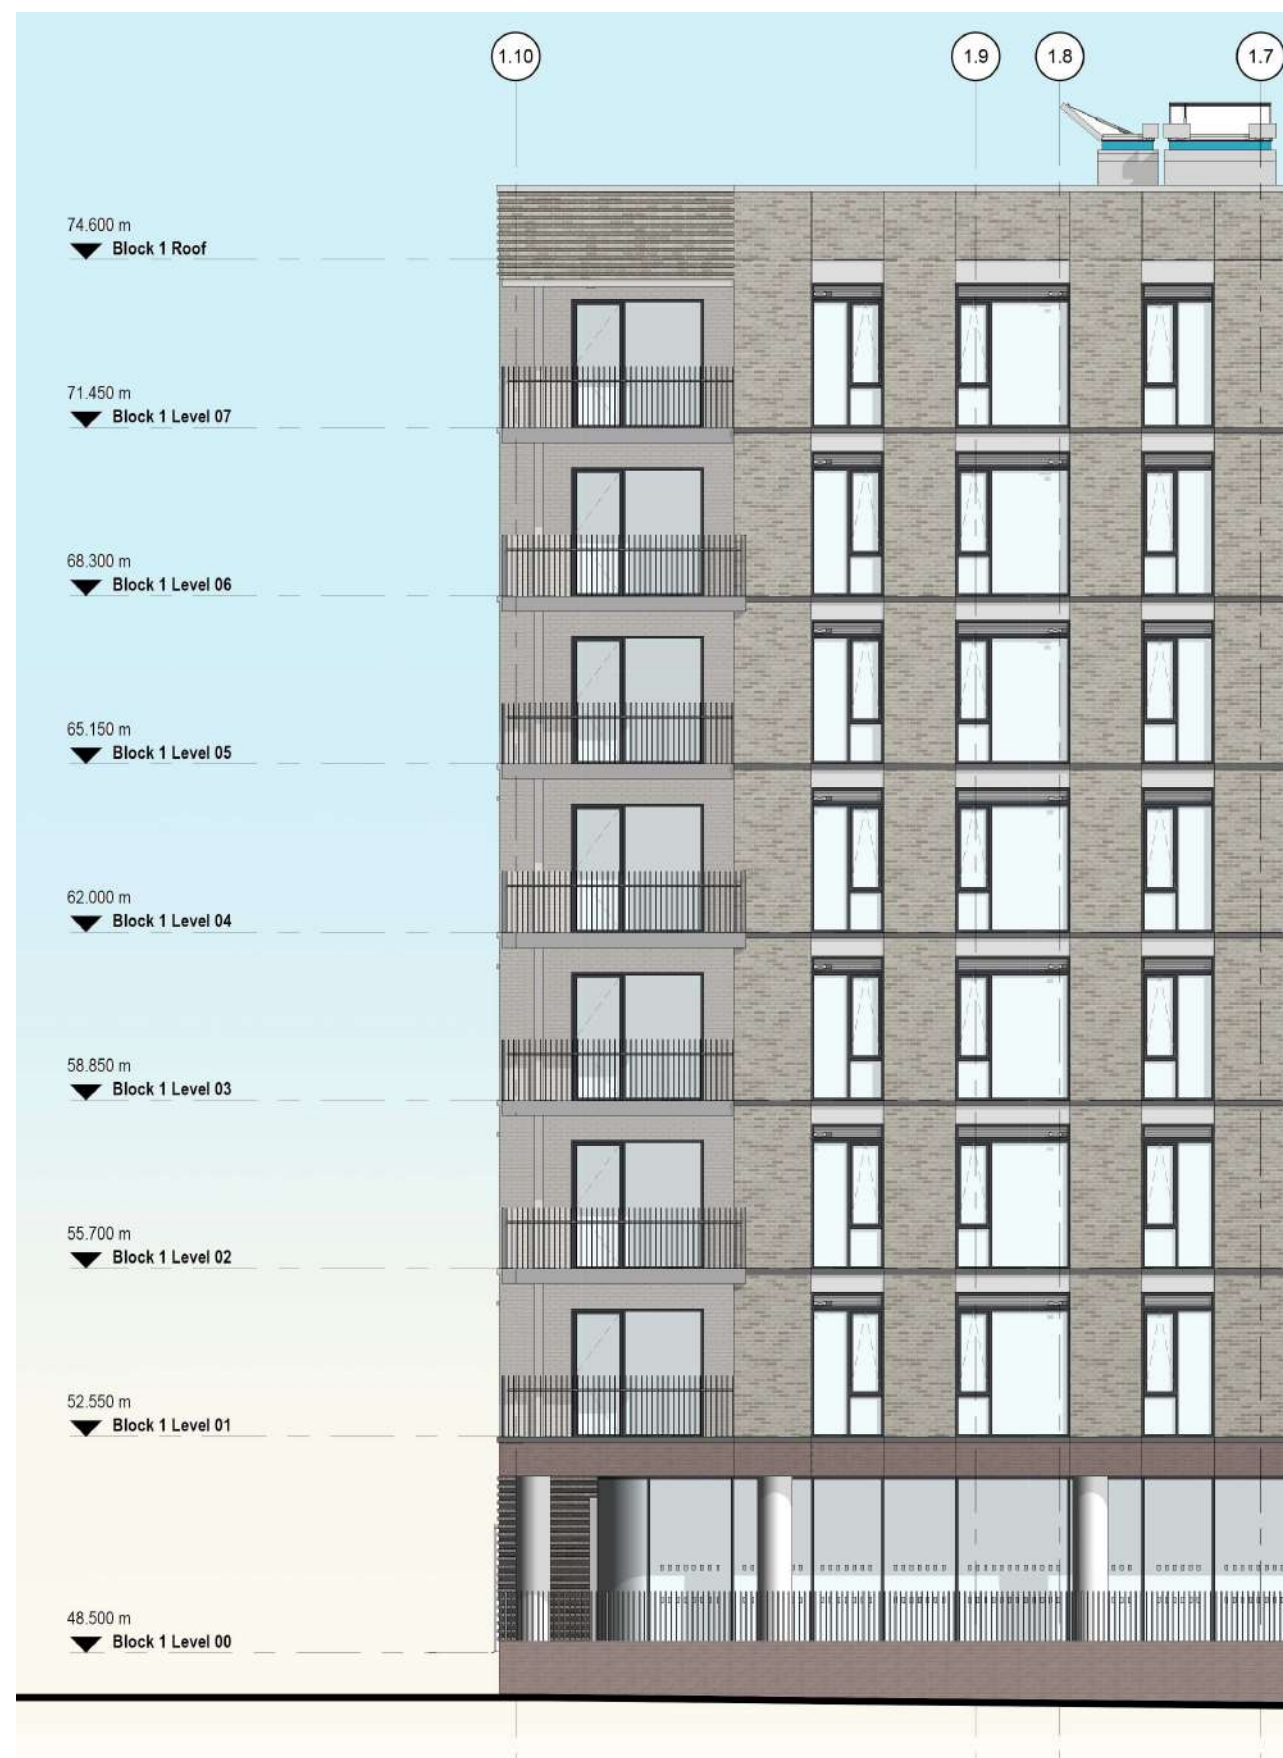 1.10
1.9
1.8
1.7
74.600 m
Block 1 Roof
71.450 m
Block 1 Level 07
68.300 m
Block 1 Level 06
65.150 m
Block 1 Level 05
62.000 m
Block 1 Level 04
58.850 m
Block 1 Level 03
55.700 m
Block 1 Level 02
52.550 m
Block 1 Level 01
48.500 m
Block 1 Level 00